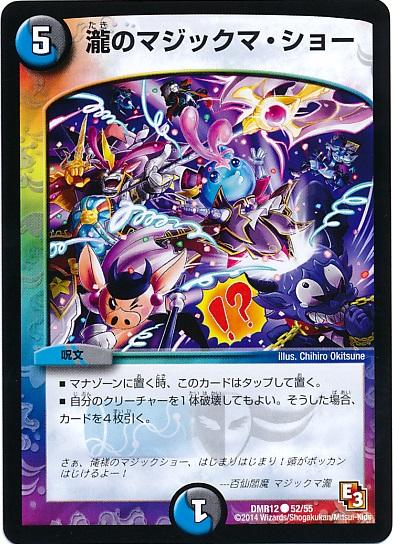 5
瀧のマジックマ・ショー
たき
!?
呪文
illus. Chihiro Okitsune
■ マナゾーンに置く時、このカードはタップして置く。
■ 自分のクリーチャーを1体破壊してもよい。そうした場合、
カードを4枚引く。
さぁ、俺様のマジックショー、はじまりはじまり!頭がボッカン
はじけるよー!
---百仙閻魔 マジックマ瀧
1
DMR12 ● 52/55
E3
©2014 Wizards/Shogakukan/Mitsui-Kids